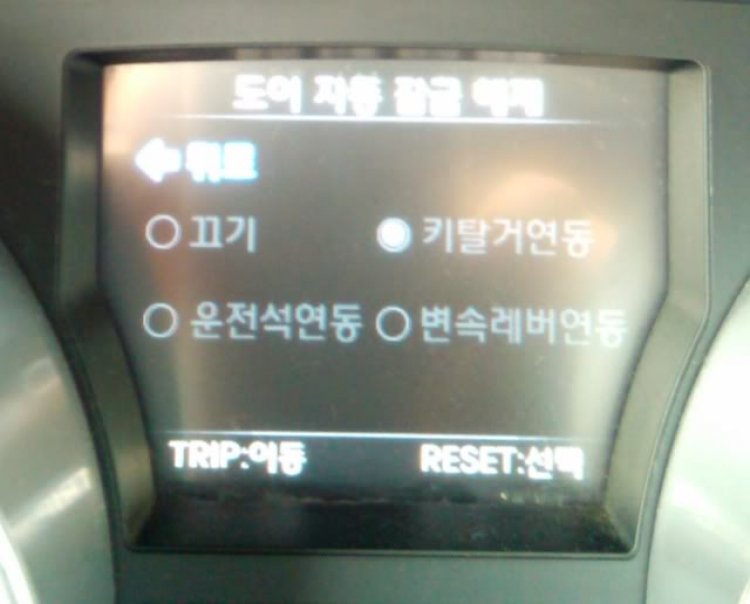 도어 자동 잠금 해제
뒤로
끄기 키탈거연동
운전석연동 변속레버연동
TRIP:이동 RESET:선택